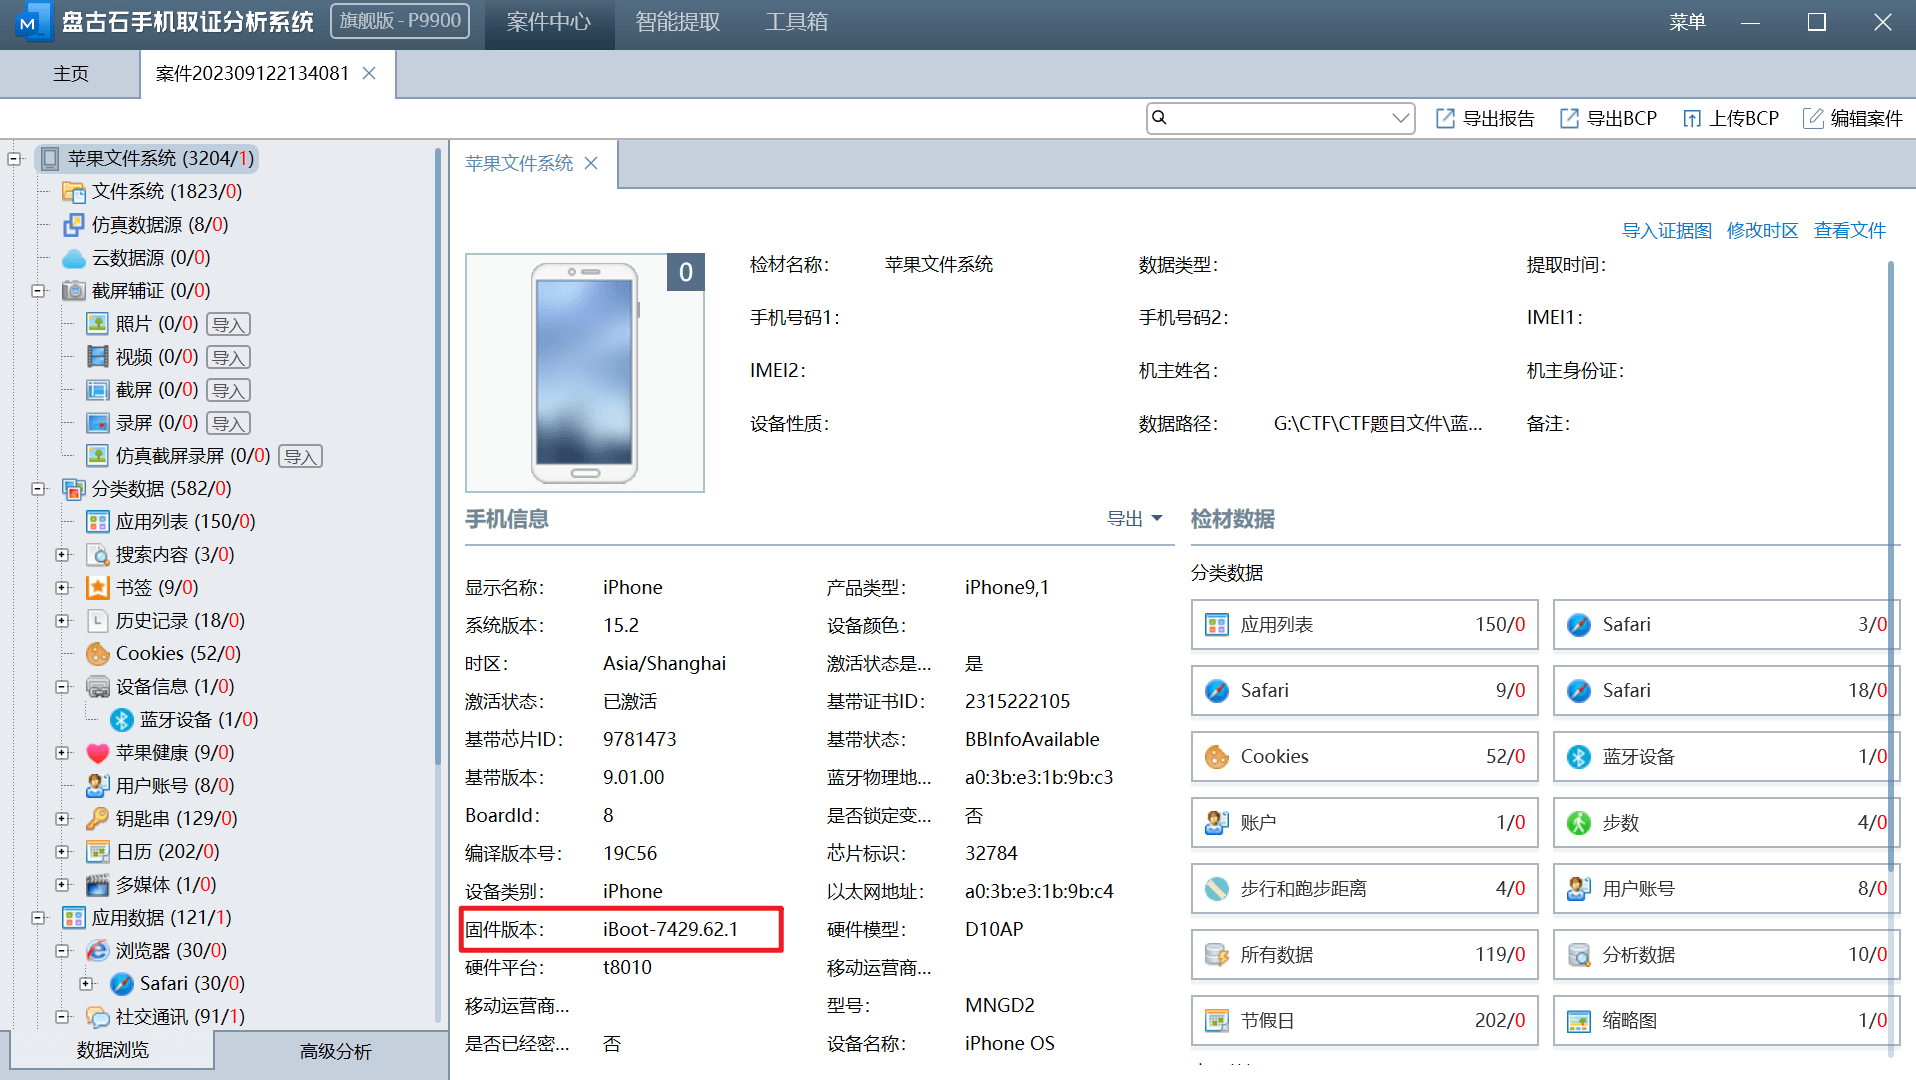 盘古石手机取证分析系统 旗舰版 - P9900 案件中心 智能提取 工具箱 菜单
主页 案件202309122134081
导出报告 导出BCP 上传BCP 编辑案件
苹果文件系统 (3204/1)
文件系统 (1823/0)
仿真数据源 (8/0)
云数据源 (0/0)
截屏辅证 (0/0)
照片 (0/0) 导入
视频 (0/0) 导入
截屏 (0/0) 导入
录屏 (0/0) 导入
仿真截屏录屏 (0/0) 导入
分类数据 (582/0)
应用列表 (150/0)
搜索内容 (3/0)
书签 (9/0)
历史记录 (18/0)
Cookies (52/0)
设备信息 (1/0)
蓝牙设备 (1/0)
苹果健康 (9/0)
用户账号 (8/0)
钥匙串 (129/0)
日历 (202/0)
多媒体 (1/0)
应用数据 (121/1)
浏览器 (30/0)
Safari (30/0)
社交通讯 (91/1)
数据浏览 高级分析
苹果文件系统
导入证据图 修改时区 查看文件
0
检材名称: 苹果文件系统 数据类型: 提取时间:
手机号码1: 手机号码2: IMEI1:
IMEI2: 机主姓名: 机主身份证:
设备性质: 数据路径: G:\CTF\CTF题目文件\蓝... 备注:
手机信息 导出
显示名称: iPhone 产品类型: iPhone9,1
系统版本: 15.2 设备颜色:
时区: Asia/Shanghai 激活状态是... 是
激活状态: 已激活 基带证书ID: 2315222105
基带芯片ID: 9781473 基带状态: BBInfoAvailable
基带版本: 9.01.00 蓝牙物理地... a0:3b:e3:1b:9b:c3
BoardId: 8 是否锁定变... 否
编译版本号: 19C56 芯片标识: 32784
设备类别: iPhone 以太网地址: a0:3b:e3:1b:9b:c4
固件版本: iBoot-7429.62.1 硬件模型: D10AP
硬件平台: t8010 移动运营商...
移动运营商... 型号: MNGD2
是否已经密... 否 设备名称: iPhone OS
检材数据
分类数据
应用列表 150/0 Safari 3/0
Safari 9/0 Safari 18/0
Cookies 52/0 蓝牙设备 1/0
账户 1/0 步数 4/0
步行和跑步距离 4/0 用户账号 8/0
所有数据 119/0 分析数据 10/0
节假日 202/0 缩略图 1/0